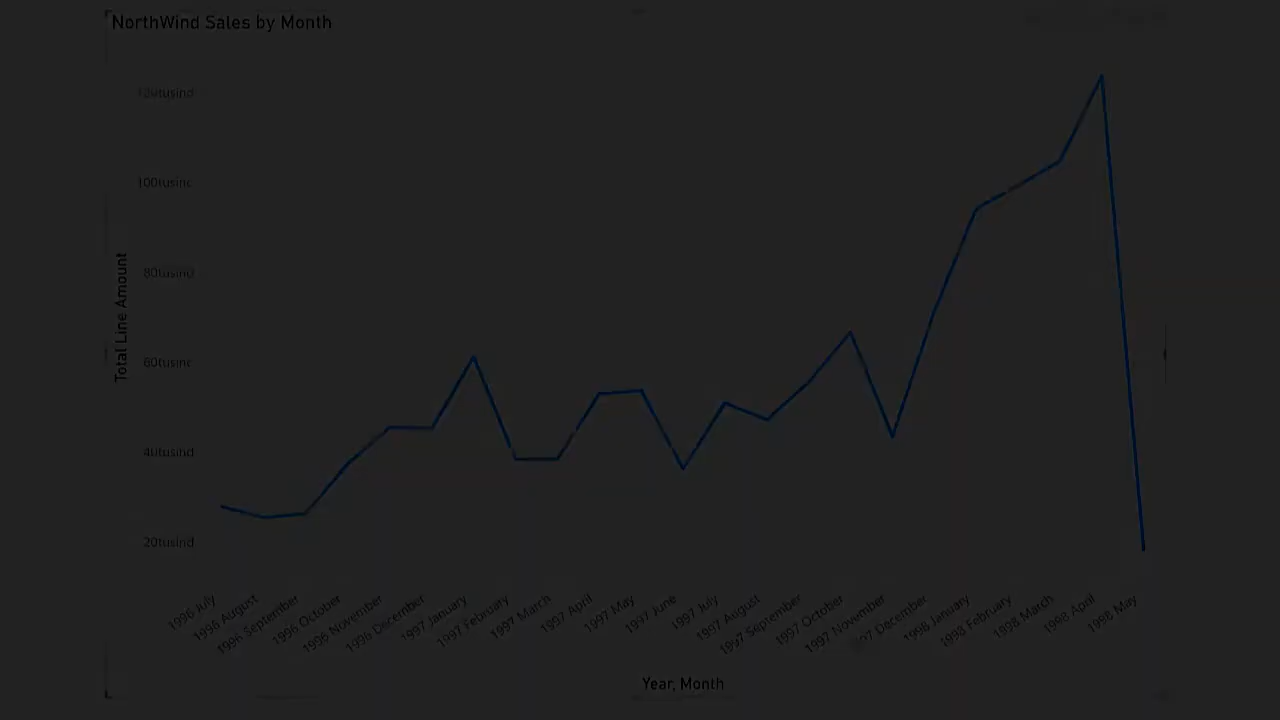 NorthWind Sales by Month
120tusind
100tusind
80tusind
60tusind
40tusind
20tusind
Total Line Amount
1996 July
1996 August
1996 September
1996 October
1996 November
1996 December
1997 January
1997 February
1997 March
1997 April
1997 May
1997 June
1997 July
1997 August
1997 September
1997 October
1997 November
1997 December
1998 January
1998 February
1998 March
1998 April
1998 May
Year, Month